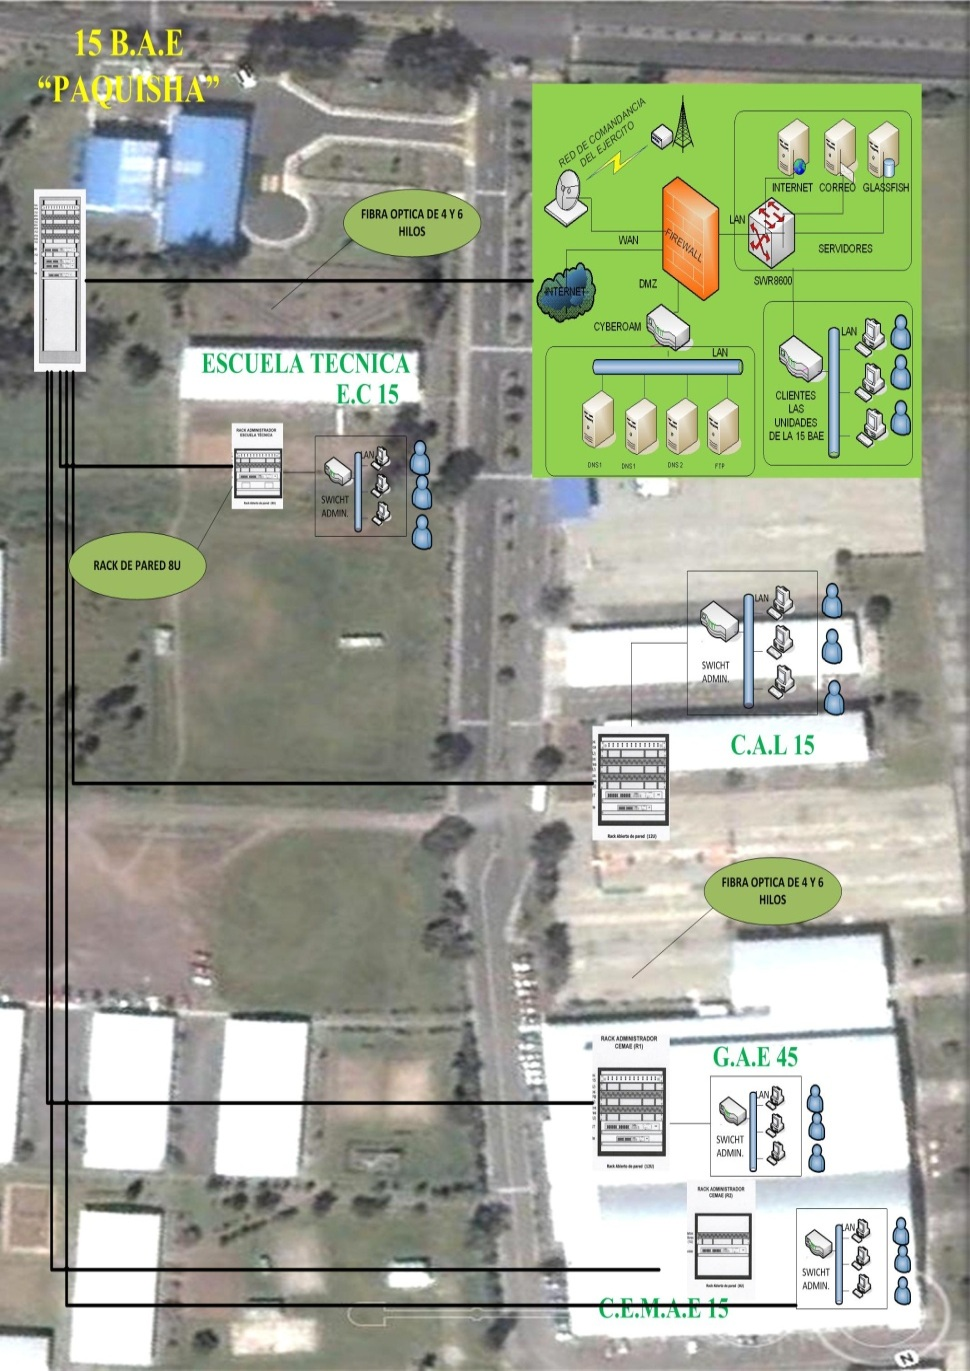 15 B.A.E
“PAQUISHA”
RED DE COMANDANCIA
DEL EJERCITO
INTERNET
CORREO
GLASSFISH
FIBRA OPTICA DE 4 Y 6
HILOS
FIREWALL
LAN
WAN
SERVIDORES
SWR8600
INTERNET
DMZ
CYBEROAM
LAN
LAN
CLIENTES
LAS
UNIDADES
DE LA 15 BAE
DNS 1
DNS 1
DNS 2
FTP
ESCUELA TECNICA
E.C 15
RACK ADMINISTRADOR
ESCUELA TÉCNICA
LAN
SWICHT
ADMIN.
RACK DE PARED 8U
LAN
SWICHT
ADMIN.
C.A.L 15
Rack Abierto de pared (12U)
FIBRA OPTICA DE 4 Y 6
HILOS
RACK ADMINISTRADOR
CEMAE (R1)
G.A.E 45
LAN
SWICHT
ADMIN.
Rack Abierto de pared (12U)
RACK ADMINISTRADOR
CEMAE (R2)
LAN
SWICHT
ADMIN.
C.E.M.A.E 15
N